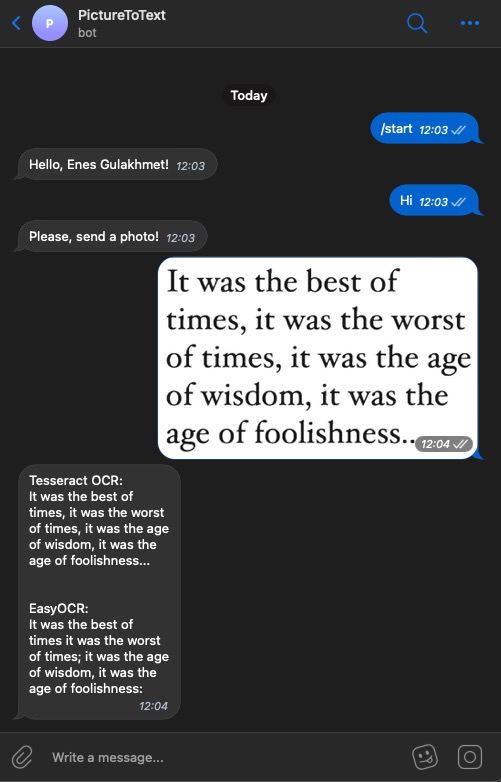 PictureToText
bot
Today
/start 12:03
Hello, Enes Gulakhmet! 12:03
Hi 12:03
Please, send a photo! 12:03
It was the best of
times, it was the worst
of times, it was the age
of wisdom, it was the
age of foolishness..
12:04
Tesseract OCR:
It was the best of
times, it was the worst
of times, it was the age
of wisdom, it was the
age of foolishness...
EasyOCR:
It was the best of
times it was the worst
of times; it was the age
of wisdom, it was the
age of foolishness:
12:04
Write a message...